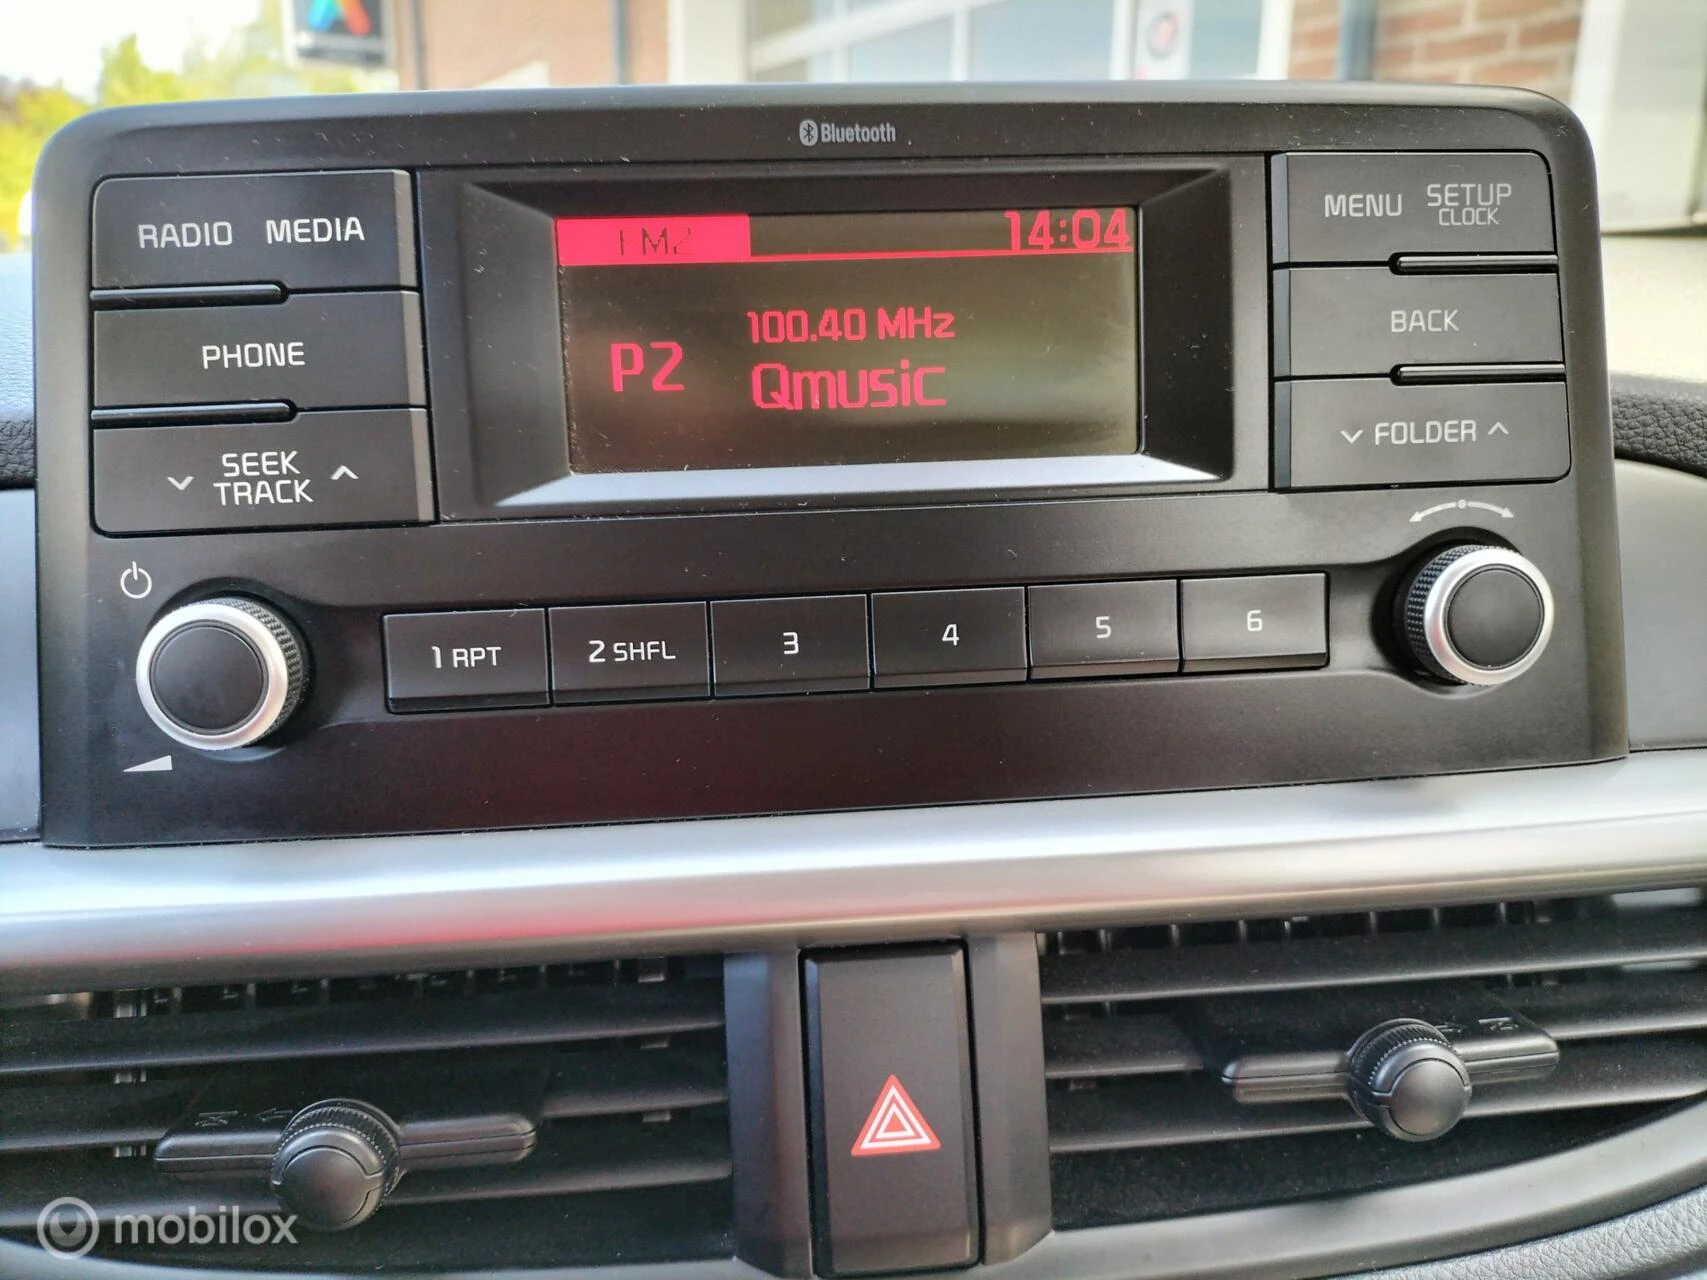 Bluetooth
RADIO MEDIA
PHONE
SEEK
TRACK
FM2
14:04
P2
100.40 MHz
Qmusic
MENU
SETUP
CLOCK
BACK
FOLDER
1 RPT
2 SHFL
3
4
5
6
mobilox